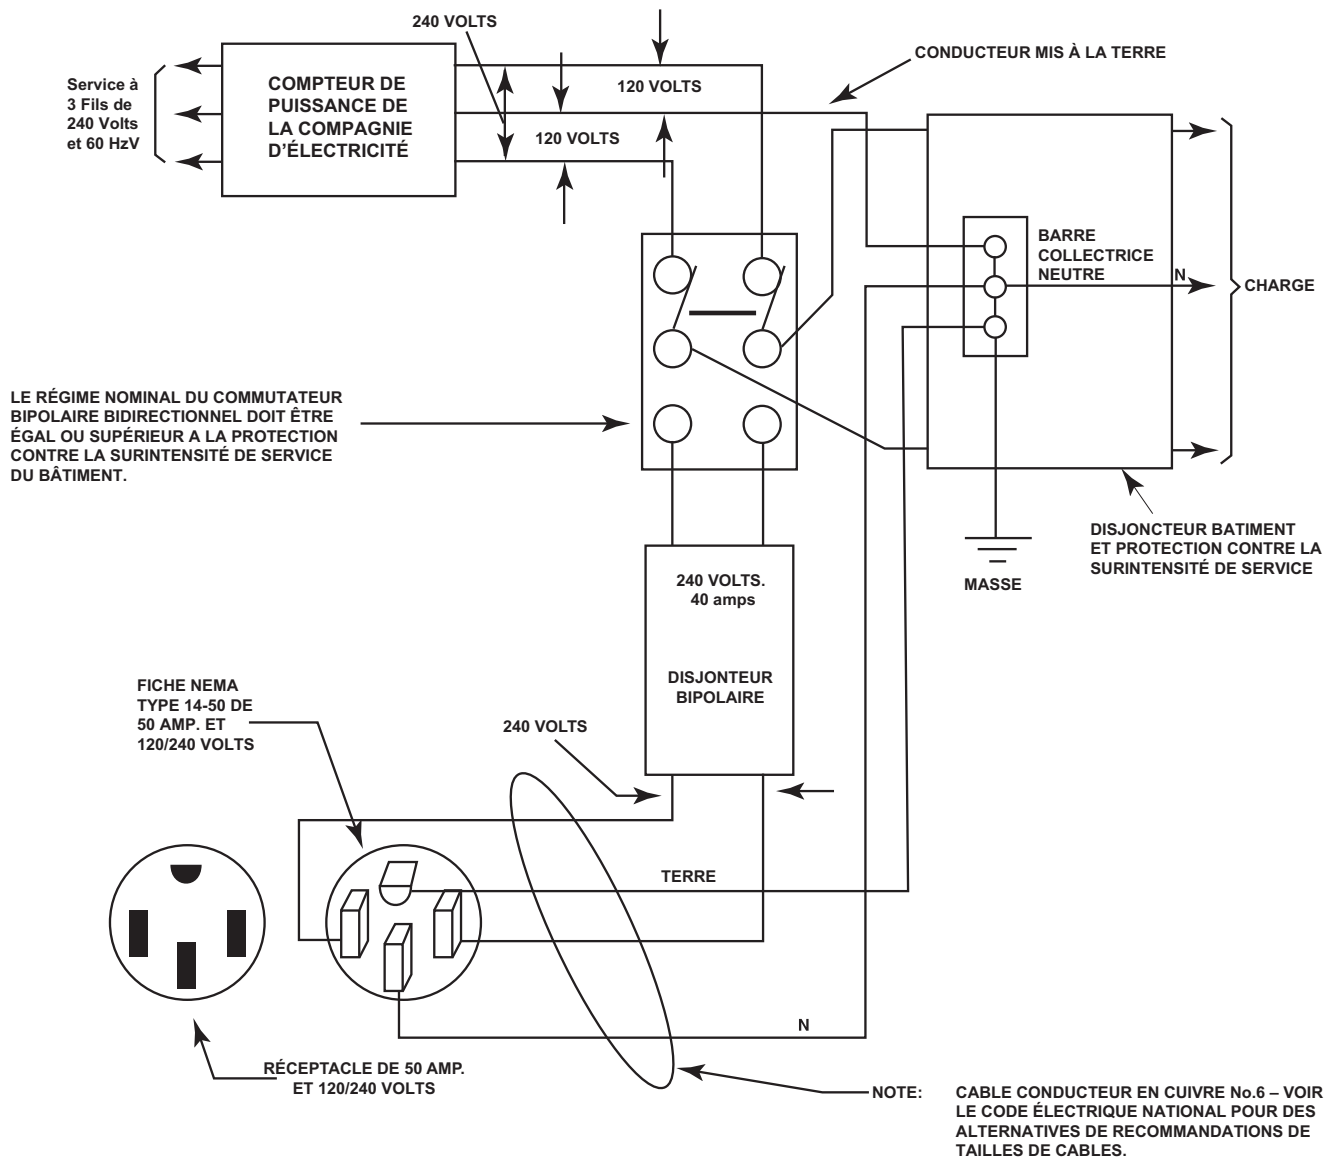 240 VOLTS
CONDUCTEUR MIS À LA TERRE
Service à
3 Fils de
240 Volts
et 60 HzV
COMPTEUR DE
PUISSANCE DE
LA COMPAGNIE
D’ÉLECTRICITÉ
120 VOLTS
120 VOLTS
BARRE
COLLECTRICE
NEUTRE
N
CHARGE
LE RÉGIME NOMINAL DU COMMUTATEUR
BIPOLAIRE BIDIRECTIONNEL DOIT ÊTRE
ÉGAL OU SUPÉRIEUR A LA PROTECTION
CONTRE LA SURINTENSITÉ DE SERVICE
DU BÂTIMENT.
DISJONCTEUR BATIMENT
ET PROTECTION CONTRE LA
SURINTENSITÉ DE SERVICE
MASSE
240 VOLTS.
40 amps
DISJONTEUR
BIPOLAIRE
FICHE NEMA
TYPE 14-50 DE
50 AMP. ET
120/240 VOLTS
240 VOLTS
TERRE
N
RÉCEPTACLE DE 50 AMP.
ET 120/240 VOLTS
NOTE: CABLE CONDUCTEUR EN CUIVRE No.6 – VOIR
LE CODE ÉLECTRIQUE NATIONAL POUR DES
ALTERNATIVES DE RECOMMANDATIONS DE
TAILLES DE CABLES.